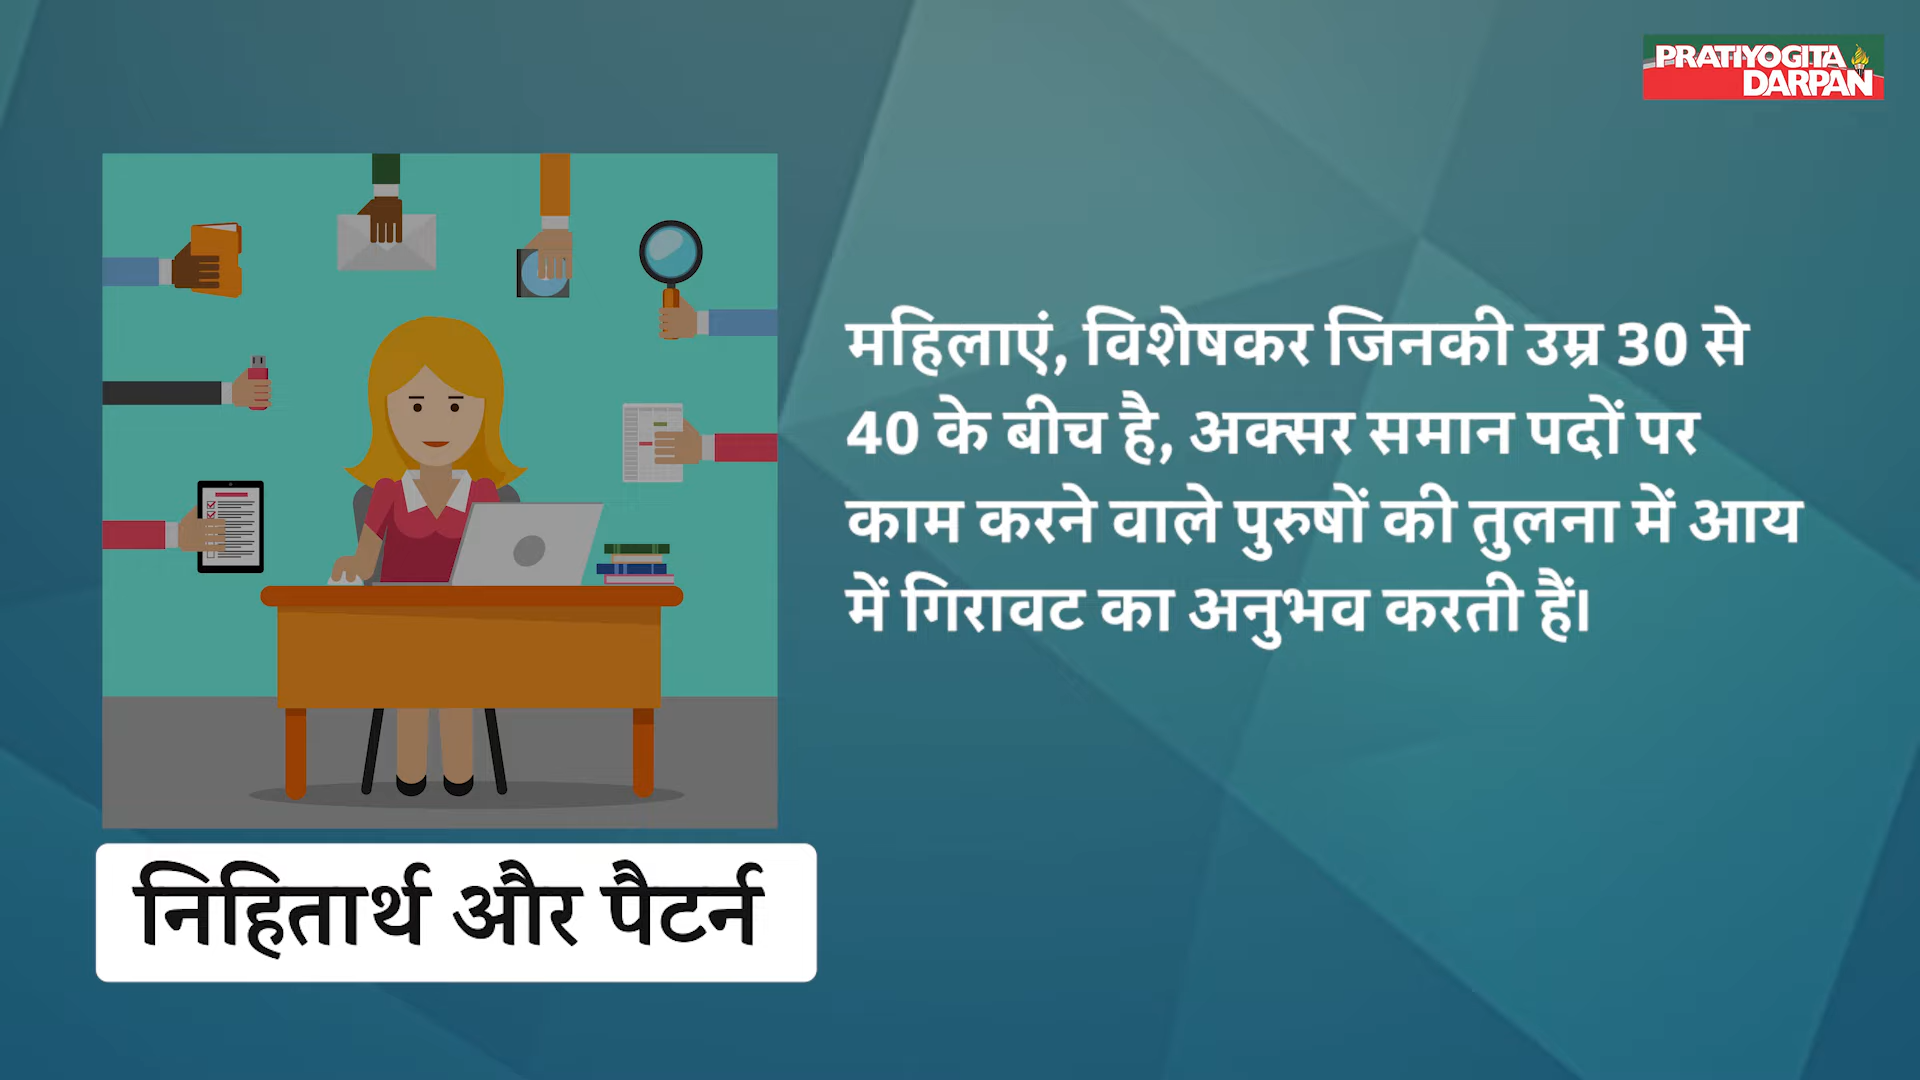 PRATIYOGITA
DARPAN
महिलाएं, विशेषकर जिनकी उम्र 30 से
40 के बीच है, अक्सर समान पदों पर
काम करने वाले पुरुषों की तुलना में आय
में गिरावट का अनुभव करती हैं।
निहितार्थ और पैटर्न